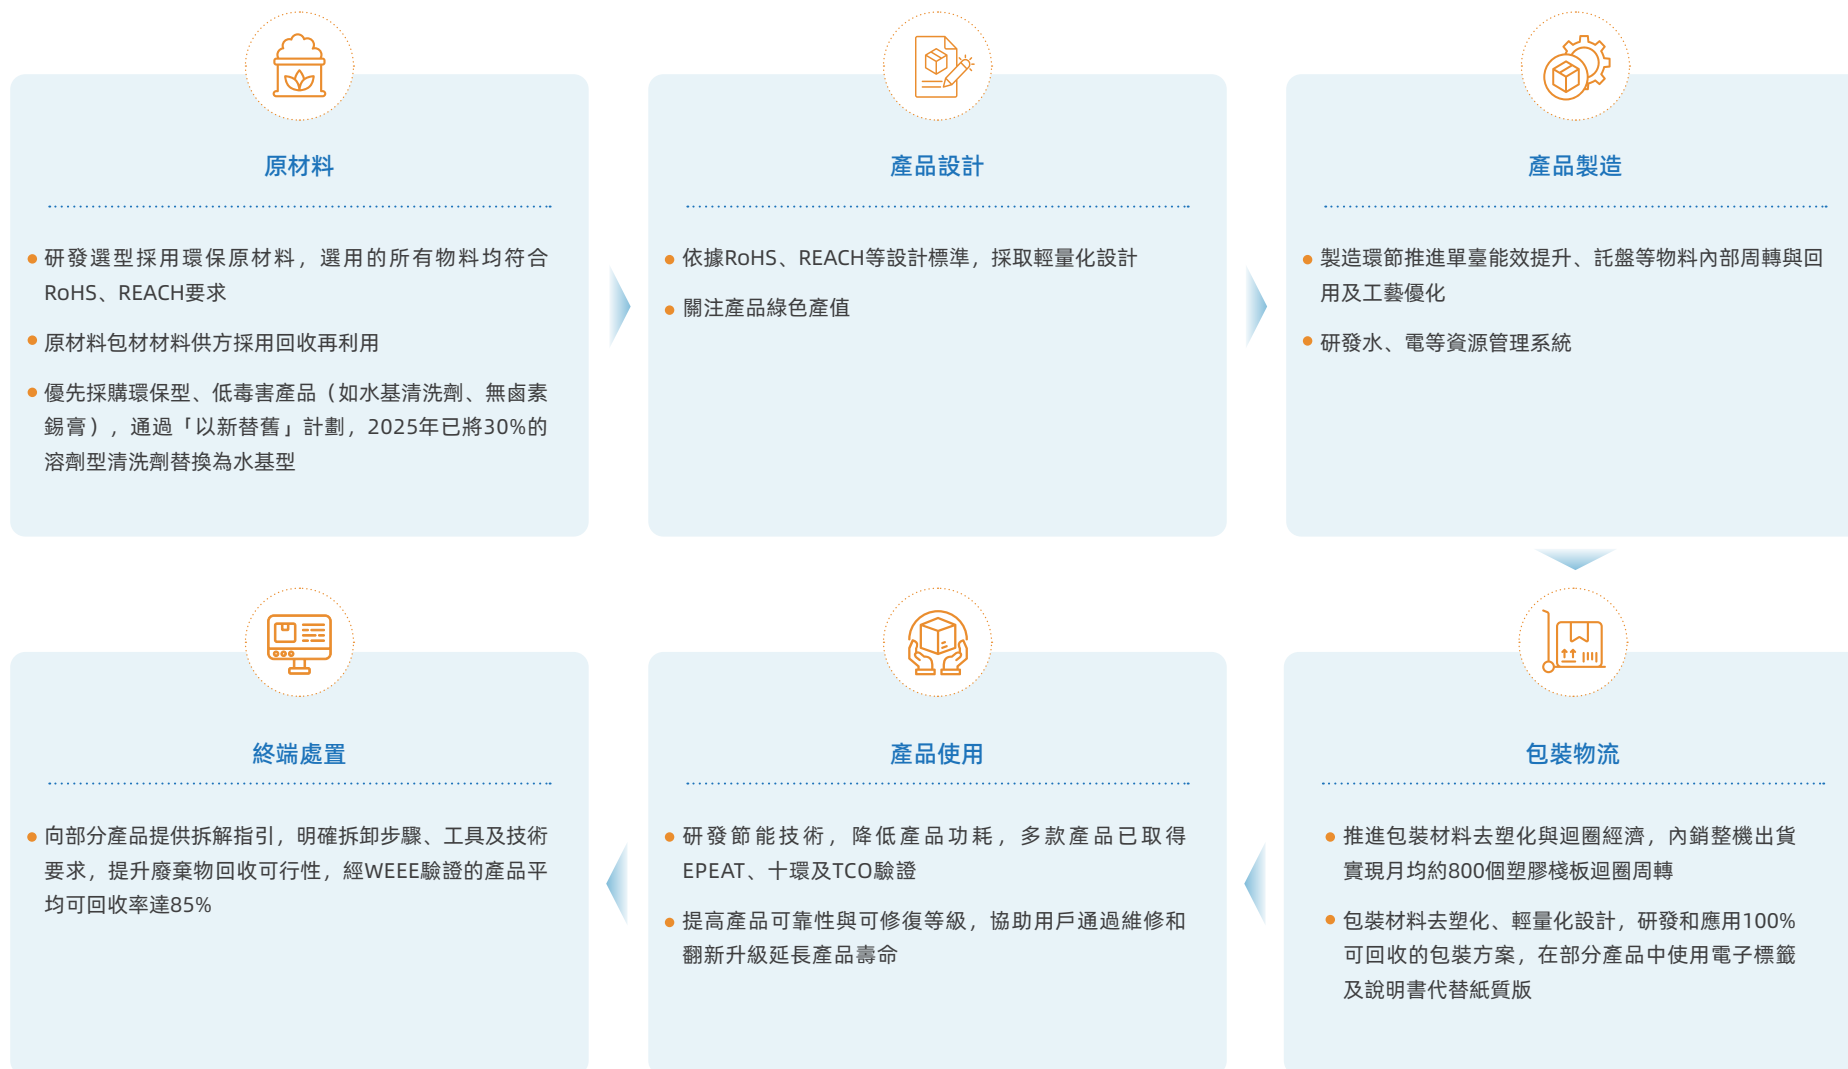 原材料
研發選型採用環保原材料，選用的所有物料均符合
RoHS、REACH要求
原材料包材材料供方採用回收再利用
優先採購環保型、低毒害產品（如水基清洗劑、無鹵素
錫膏），通過「以新替舊」計劃，2025年已將30%的
溶劑型清洗劑替換為水基型
產品設計
依據RoHS、REACH等設計標準，採取輕量化設計
關注產品綠色產值
產品製造
製造環節推進單臺能效提升、託盤等物料內部周轉與回
用及工藝優化
研發水、電等資源管理系統
包裝物流
推進包裝材料去塑化與迴圈經濟，內銷整機出貨
實現月均約800個塑膠棧板迴圈周轉
包裝材料去塑化、輕量化設計，研發和應用100%
可回收的包裝方案，在部分產品中使用電子標籤
及說明書代替紙質版
產品使用
研發節能技術，降低產品功耗，多款產品已取得
EPEAT、十環及TCO驗證
提高產品可靠性與可修復等級，協助用戶通過維修和
翻新升級延長產品壽命
終端處置
向部分產品提供拆解指引，明確拆卸步驟、工具及技術
要求，提升廢棄物回收可行性，經WEEE驗證的產品平
均可回收率達85%